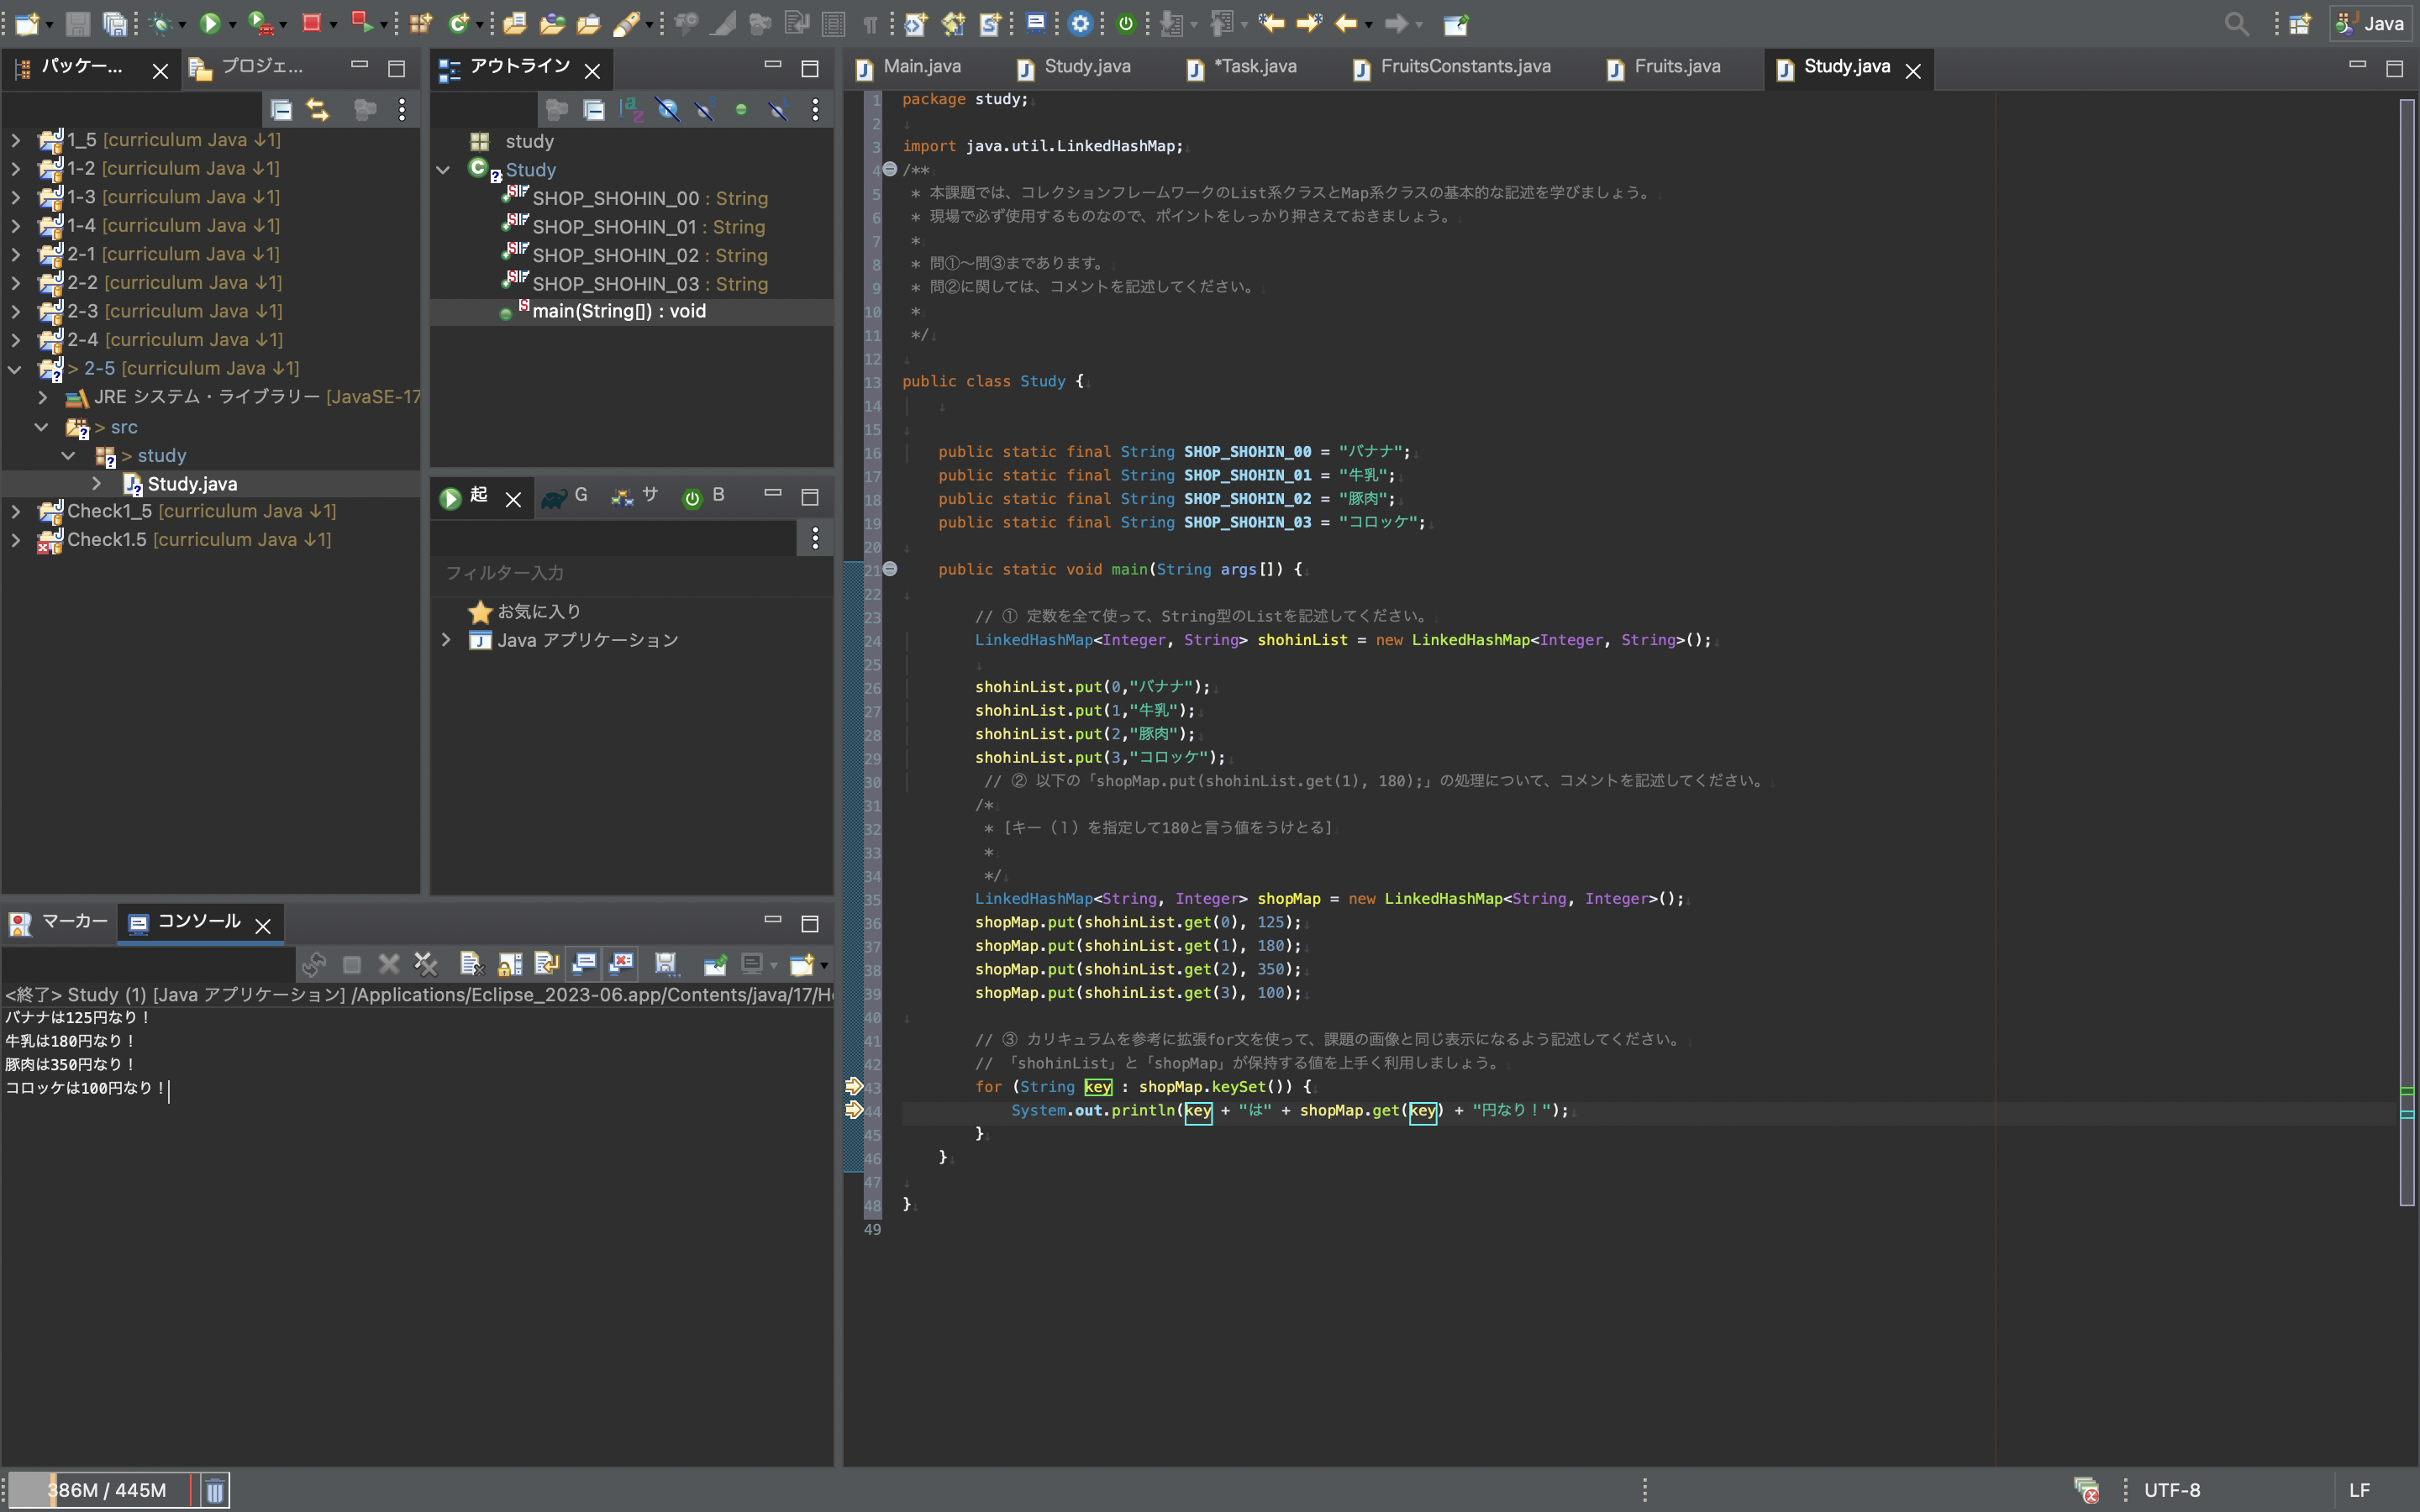 Java
パッケー...
プロジェ...
1_5 [curriculum Java ↓1]
1-2 [curriculum Java ↓1]
1-3 [curriculum Java ↓1]
1-4 [curriculum Java ↓1]
2-1 [curriculum Java ↓1]
2-2 [curriculum Java ↓1]
2-3 [curriculum Java ↓1]
2-4 [curriculum Java ↓1]
> 2-5 [curriculum Java ↓1]
JRE システム・ライブラリー [JavaSE-17
> src
> study
Study.java
Check1_5 [curriculum Java ↓1]
Check1.5 [curriculum Java ↓1]
アウトライン
study
Study
SHOP_SHOHIN_00 : String
SHOP_SHOHIN_01 : String
SHOP_SHOHIN_02 : String
SHOP_SHOHIN_03 : String
main(String[]) : void
起 G サ B
フィルター入力
お気に入り
Java アプリケーション
マーカー
コンソール
<終了> Study (1) [Java アプリケーション] /Applications/Eclipse_2023-06.app/Contents/java/17/H
バナナは125円なり！
牛乳は180円なり！
豚肉は350円なり！
コロッケは100円なり！
Main.java Study.java *Task.java FruitsConstants.java Fruits.java Study.java
1 package study;
2
3 import java.util.LinkedHashMap;
4 /**
5 * 本課題では、コレクションフレームワークのList系クラスとMap系クラスの基本的な記述を学びましょう。
6 * 現場で必ず使用するものなので、ポイントをしっかり押さえておきましょう。
7 *
8 * 問①〜問③まであります。
9 * 問②に関しては、コメントを記述してください。
10 *
11 */
12
13 public class Study {
14
15
16 public static final String SHOP_SHOHIN_00 = "バナナ";
17 public static final String SHOP_SHOHIN_01 = "牛乳";
18 public static final String SHOP_SHOHIN_02 = "豚肉";
19 public static final String SHOP_SHOHIN_03 = "コロッケ";
20
21 public static void main(String args[]) {
22
23 // ① 定数を全て使って、String型のListを記述してください。
24 LinkedHashMap<Integer, String> shohinList = new LinkedHashMap<Integer, String>();
25
26 shohinList.put(0,"バナナ");
27 shohinList.put(1,"牛乳");
28 shohinList.put(2,"豚肉");
29 shohinList.put(3,"コロッケ");
30 // ② 以下の「shopMap.put(shohinList.get(1), 180);」の処理について、コメントを記述してください。
31 /*
32 * [キー（１）を指定して180と言う値をうけとる]
33 *
34 */
35 LinkedHashMap<String, Integer> shopMap = new LinkedHashMap<String, Integer>();
36 shopMap.put(shohinList.get(0), 125);
37 shopMap.put(shohinList.get(1), 180);
38 shopMap.put(shohinList.get(2), 350);
39 shopMap.put(shohinList.get(3), 100);
40
41 // ③ カリキュラムを参考に拡張for文を使って、課題の画像と同じ表示になるよう記述してください。
42 // 「shohinList」と「shopMap」が保持する値を上手く利用しましょう。
43 for (String key : shopMap.keySet()) {
44 System.out.println(key + "は" + shopMap.get(key) + "円なり！");
45 }
46 }
47
48 }
49
386M / 445M
UTF-8
LF